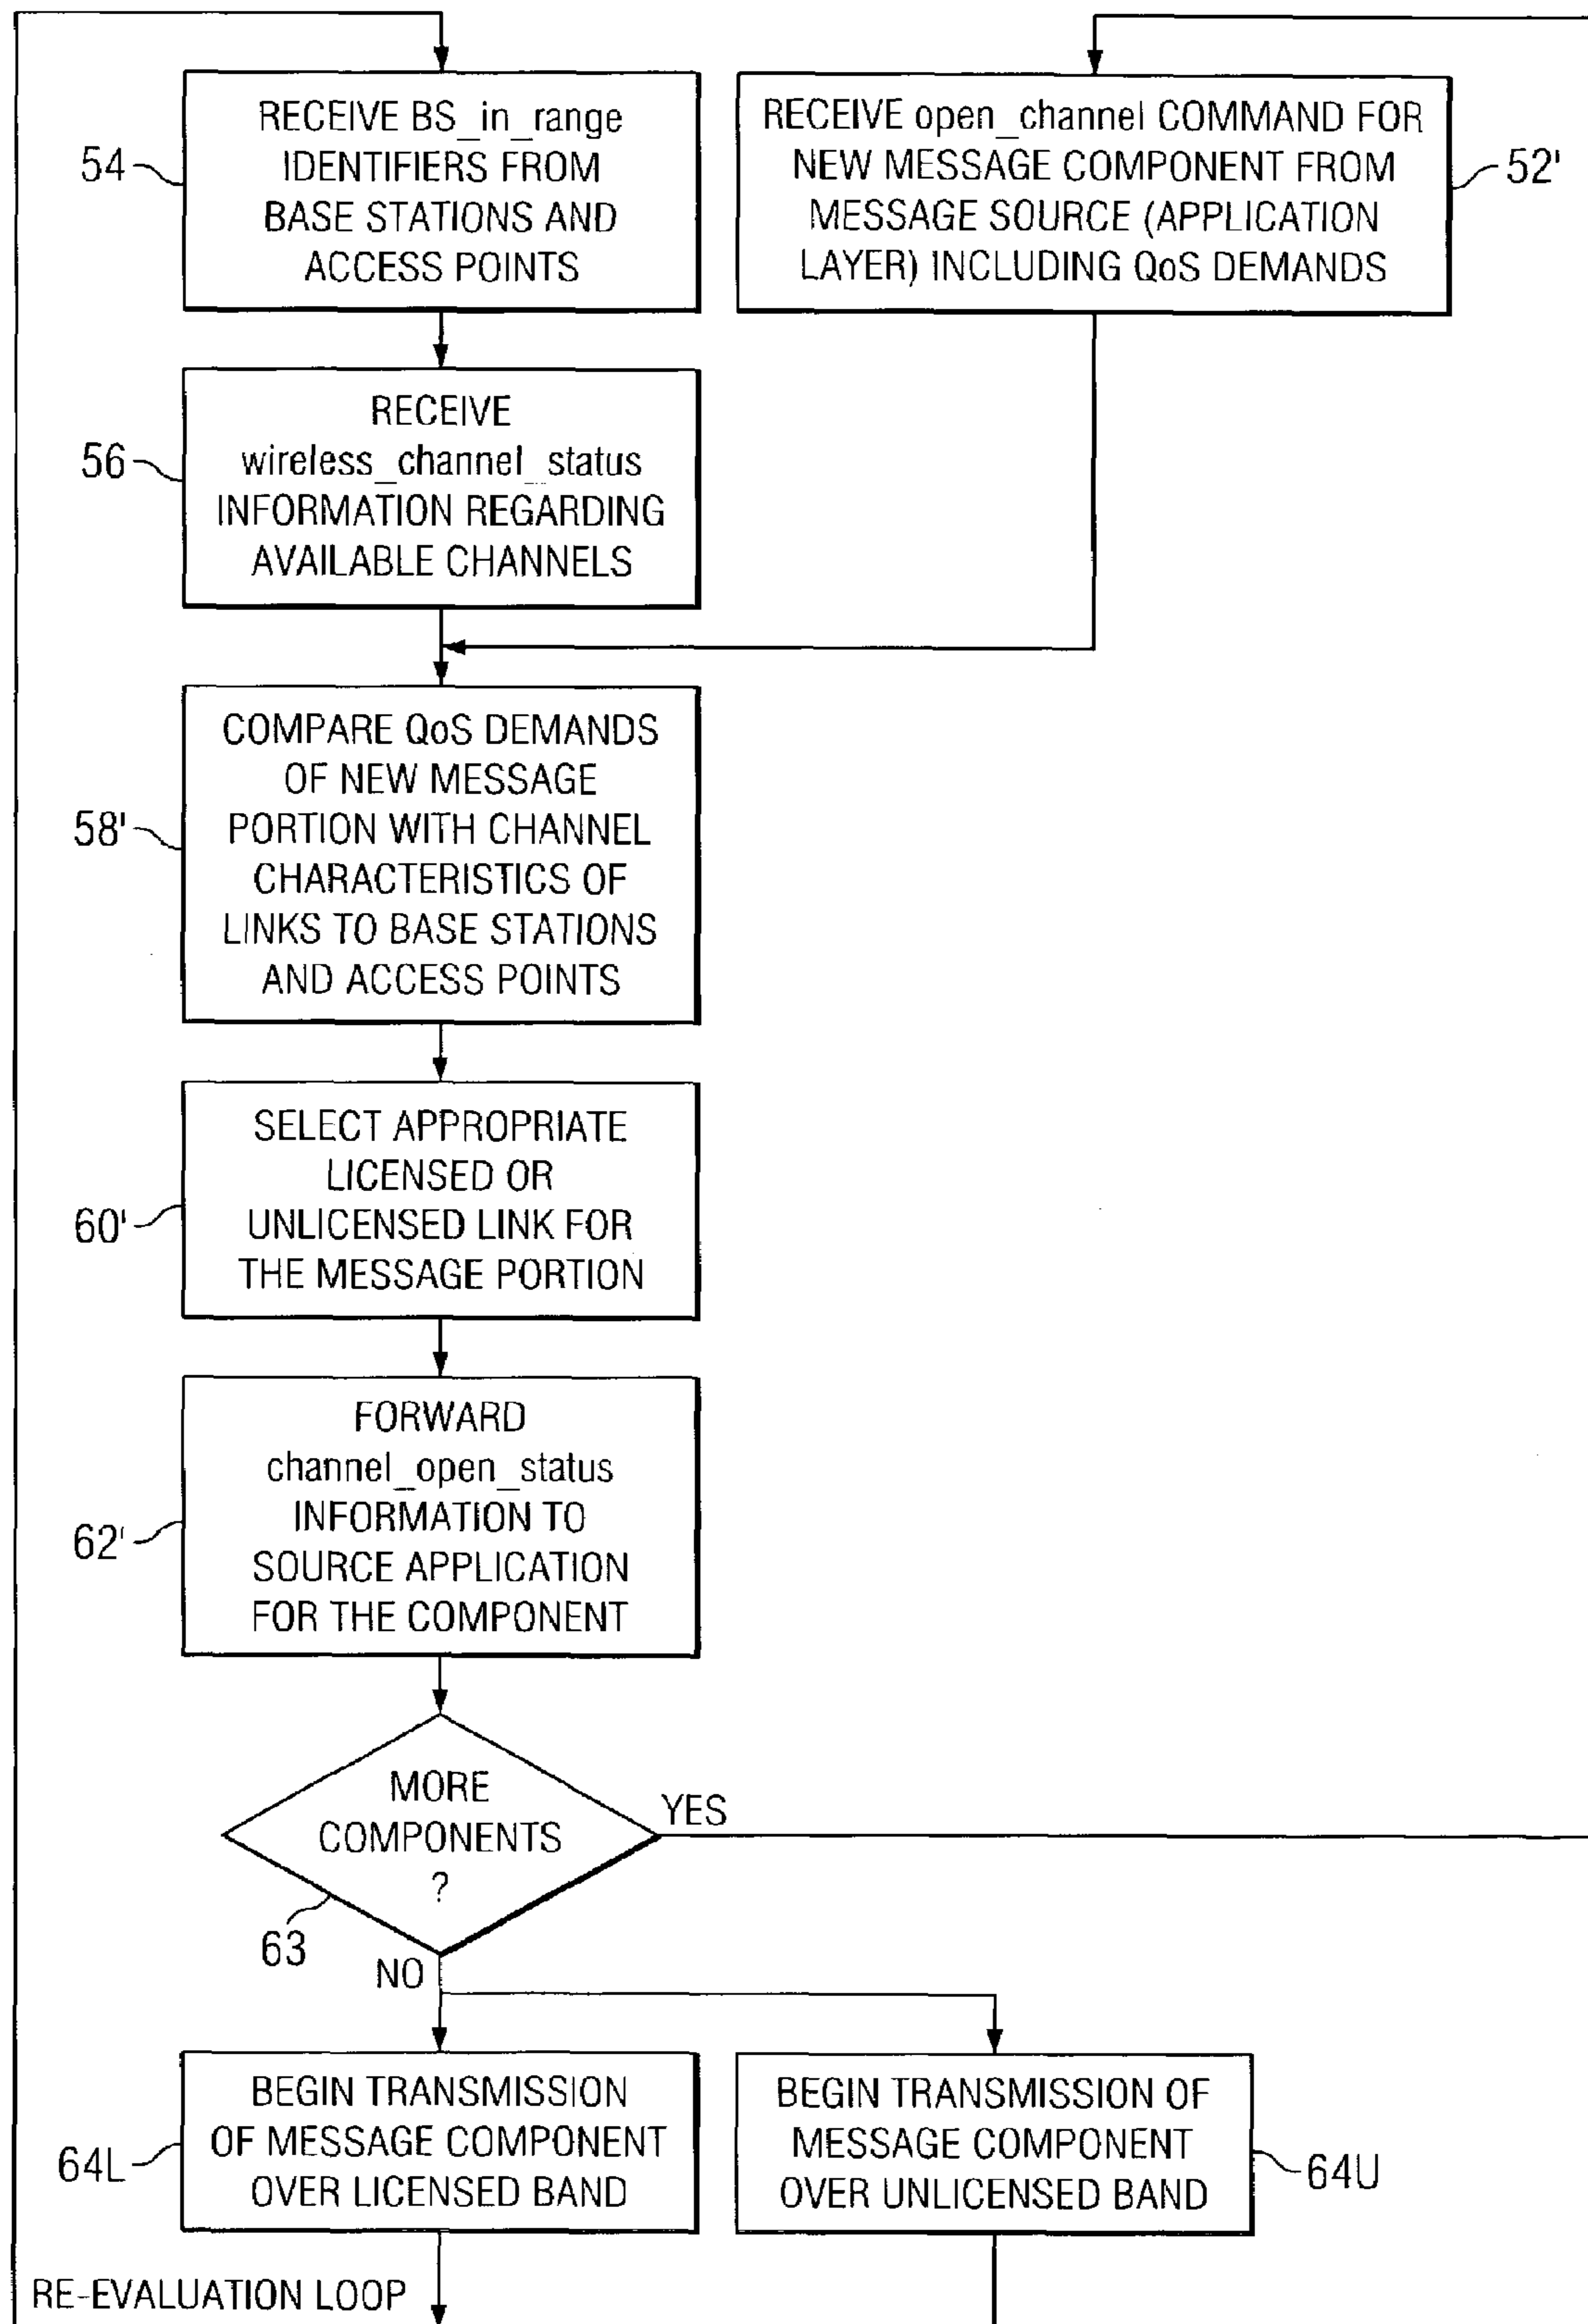 RECEIVE BS_in_range
IDENTIFIERS FROM
BASE STATIONS AND
ACCESS POINTS
54
RECEIVE open_channel COMMAND FOR
NEW MESSAGE COMPONENT FROM
MESSAGE SOURCE (APPLICATION
LAYER) INCLUDING QoS DEMANDS
52'
RECEIVE
wireless_channel_status
INFORMATION REGARDING
AVAILABLE CHANNELS
56
COMPARE QoS DEMANDS
OF NEW MESSAGE
PORTION WITH CHANNEL
CHARACTERISTICS OF
LINKS TO BASE STATIONS
AND ACCESS POINTS
58'
SELECT APPROPRIATE
LICENSED OR
UNLICENSED LINK FOR
THE MESSAGE PORTION
60'
FORWARD
channel_open_status
INFORMATION TO
SOURCE APPLICATION
FOR THE COMPONENT
62'
MORE
COMPONENTS
?
YES
63
NO
BEGIN TRANSMISSION
OF MESSAGE COMPONENT
OVER LICENSED BAND
64L
BEGIN TRANSMISSION OF
MESSAGE COMPONENT
OVER UNLICENSED BAND
64U
RE-EVALUATION LOOP